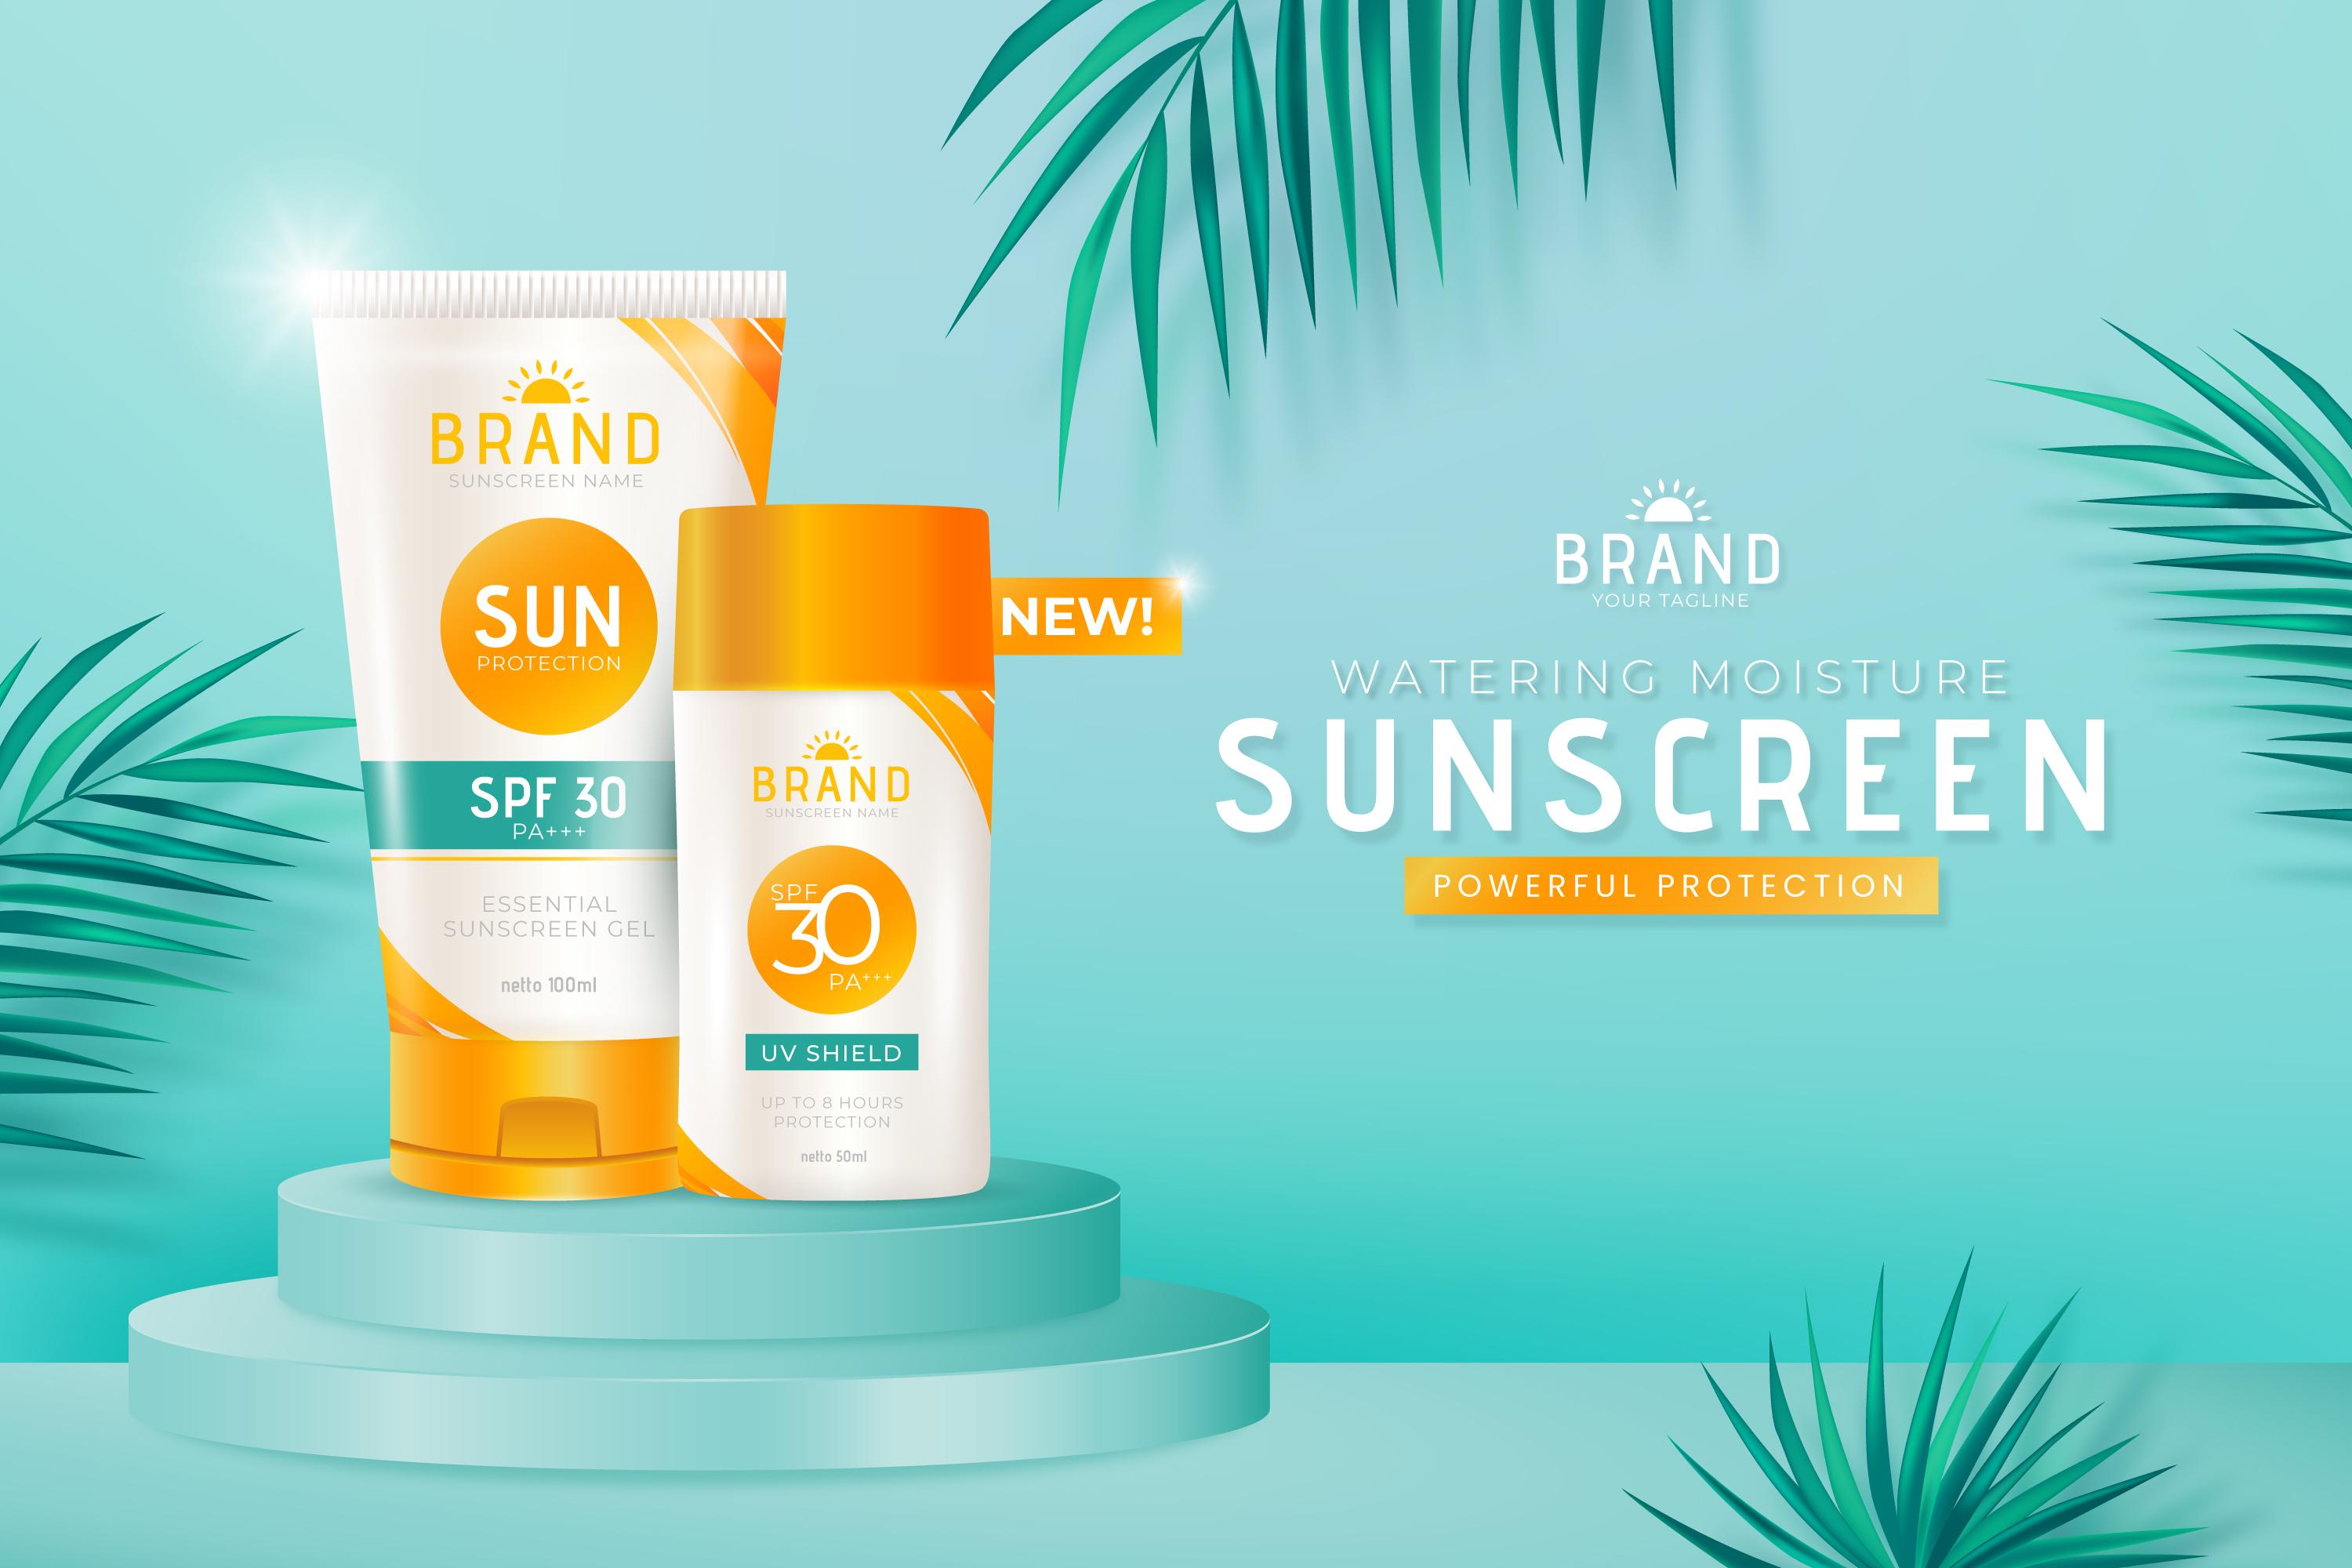 BRAND
SUNSCREEN NAME
SUN
PROTECTION
SPF 30
PA+++
ESSENTIAL
SUNSCREEN GEL
netto 100ml
NEW!
BRAND
SUNSCREEN NAME
SPF
30
PA+++
UV SHIELD
UP TO 8 HOURS
PROTECTION
netto 50ml
BRAND
YOUR TAGLINE
WATERING MOISTURE
SUNSCREEN
POWERFUL PROTECTION